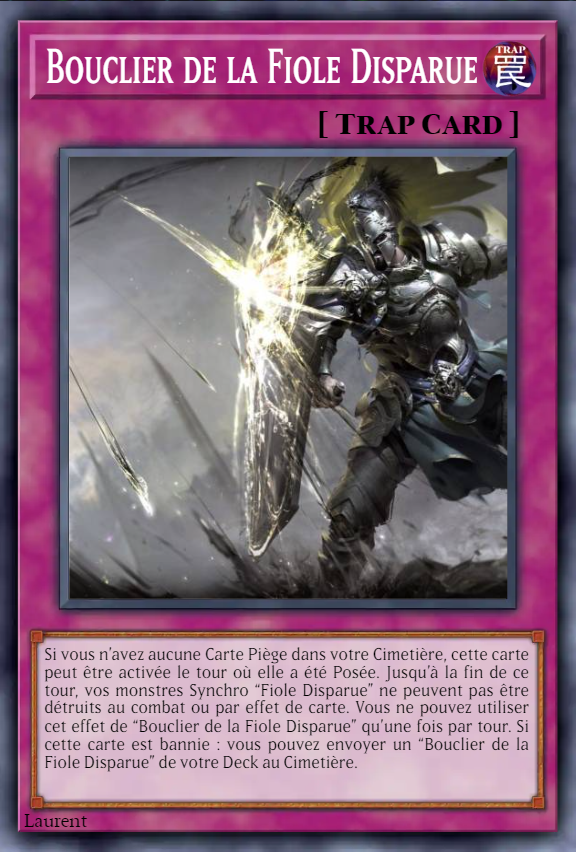 Bouclier de la Fiole Disparue
TRAP
罠
[ Trap Card ]
Si vous n’avez aucune Carte Piège dans votre Cimetière, cette carte
peut être activée le tour où elle a été Posée. Jusqu’à la fin de ce
tour, vos monstres Synchro “Fiole Disparue” ne peuvent pas être
détruits au combat ou par effet de carte. Vous ne pouvez utiliser
cet effet de “Bouclier de la Fiole Disparue” qu’une fois par tour. Si
cette carte est bannie : vous pouvez envoyer un “Bouclier de la
Fiole Disparue” de votre Deck au Cimetière.
Laurent